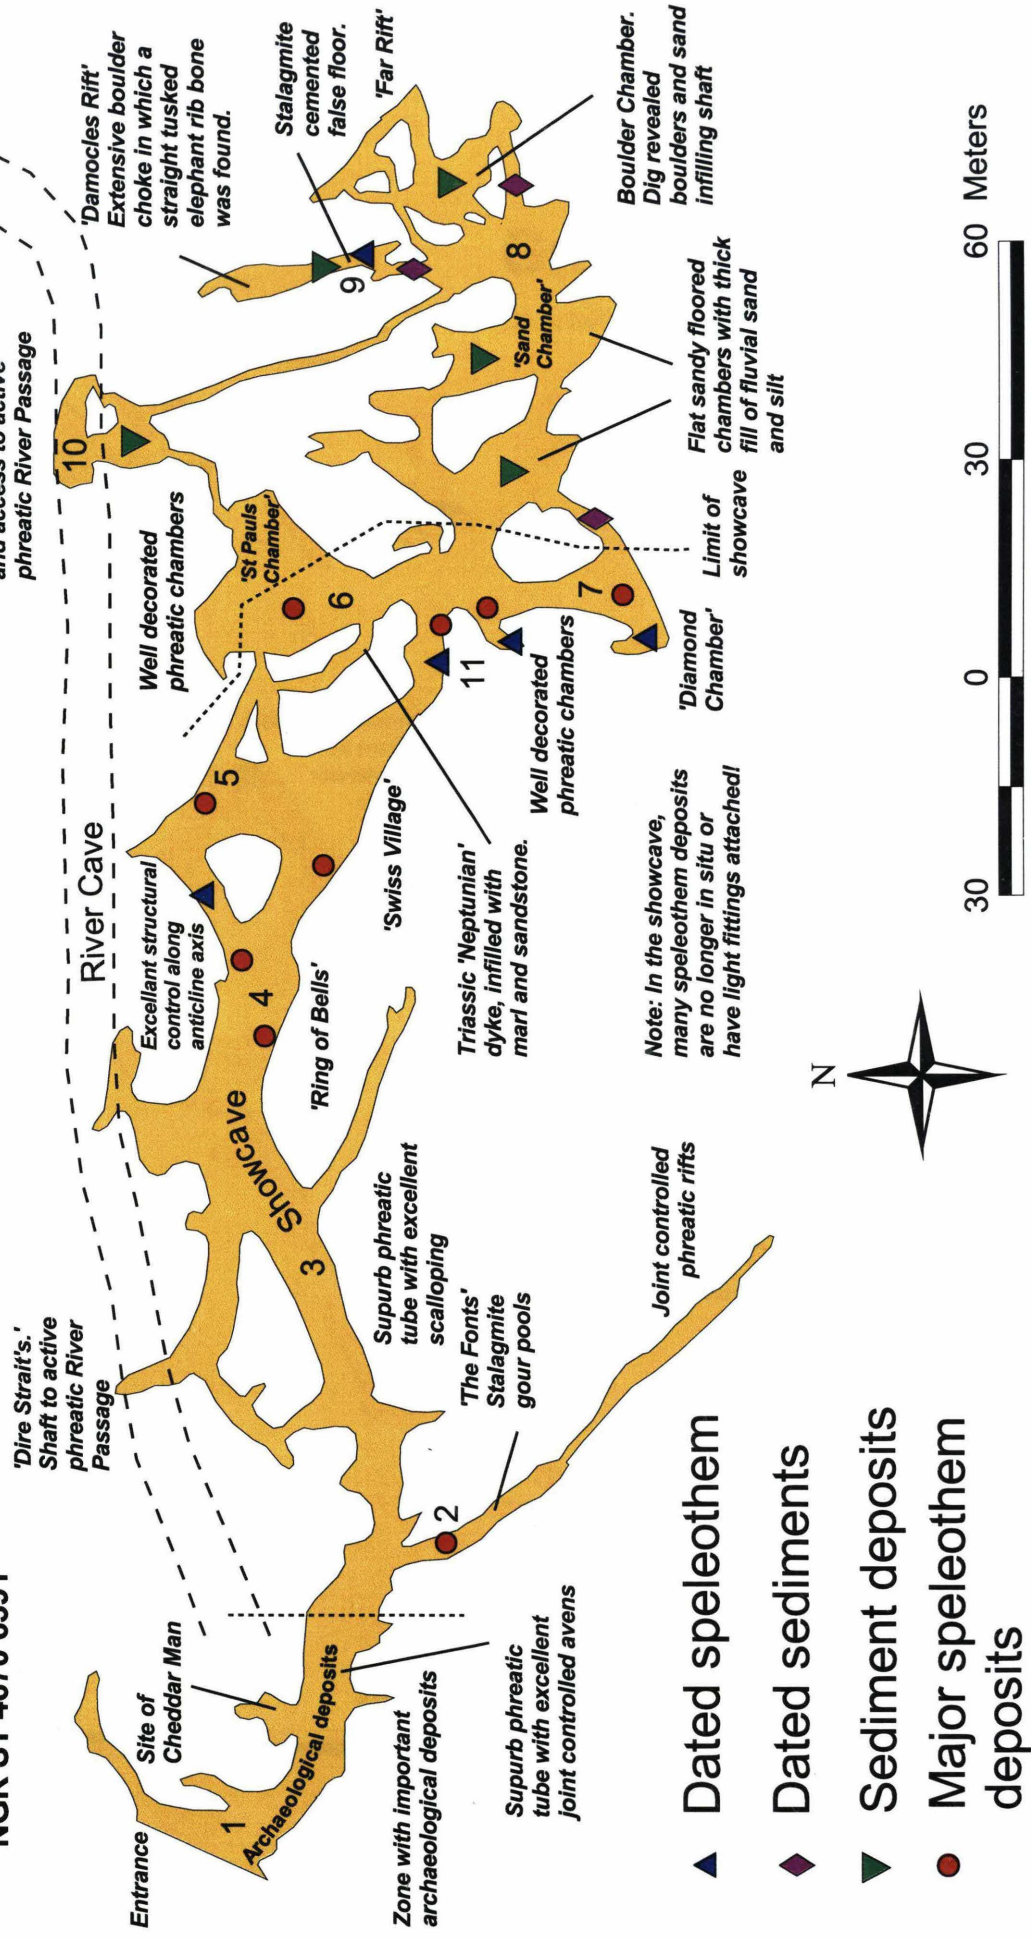 and access to active
phreatic River Passage
'Dire Strait's.'
Shaft to active
phreatic River
Passage
River Cave
'Damocles Rift'
Extensive boulder
choke in which a
straight tusked
elephant rib bone
was found.
Stalagmite
cemented
false floor.
'Far Rift'
Entrance
Site of
Cheddar Man
1
Archaeological deposits
Zone with important
archaeological deposits
Supurb phreatic
tube with excellent
joint controlled avens
2
'The Fonts'
Stalagmite
gour pools
Joint controlled
phreatic rifts
Supurb phreatic
tube with excellent
scalloping
3
Showcave
4
'Ring of Bells'
Excellant structural
control along
anticline axis
5
'Swiss Village'
Well decorated
phreatic chambers
'St Pauls
Chamber'
6
Triassic 'Neptunian'
dyke, infilled with
marl and sandstone.
11
Well decorated
phreatic chambers
7
'Diamond
Chamber'
Limit of
showcave
10
9
8
'Sand
Chamber'
Flat sandy floored
chambers with thick
fill of fluvial sand
and silt
Boulder Chamber.
Dig revealed
boulders and sand
infilling shaft
Note: In the showcave,
many speleothem deposits
are no longer in situ or
have light fittings attached!
Dated speleothem
Dated sediments
Sediment deposits
Major speleothem
deposits
N
30 0 30 60 Meters